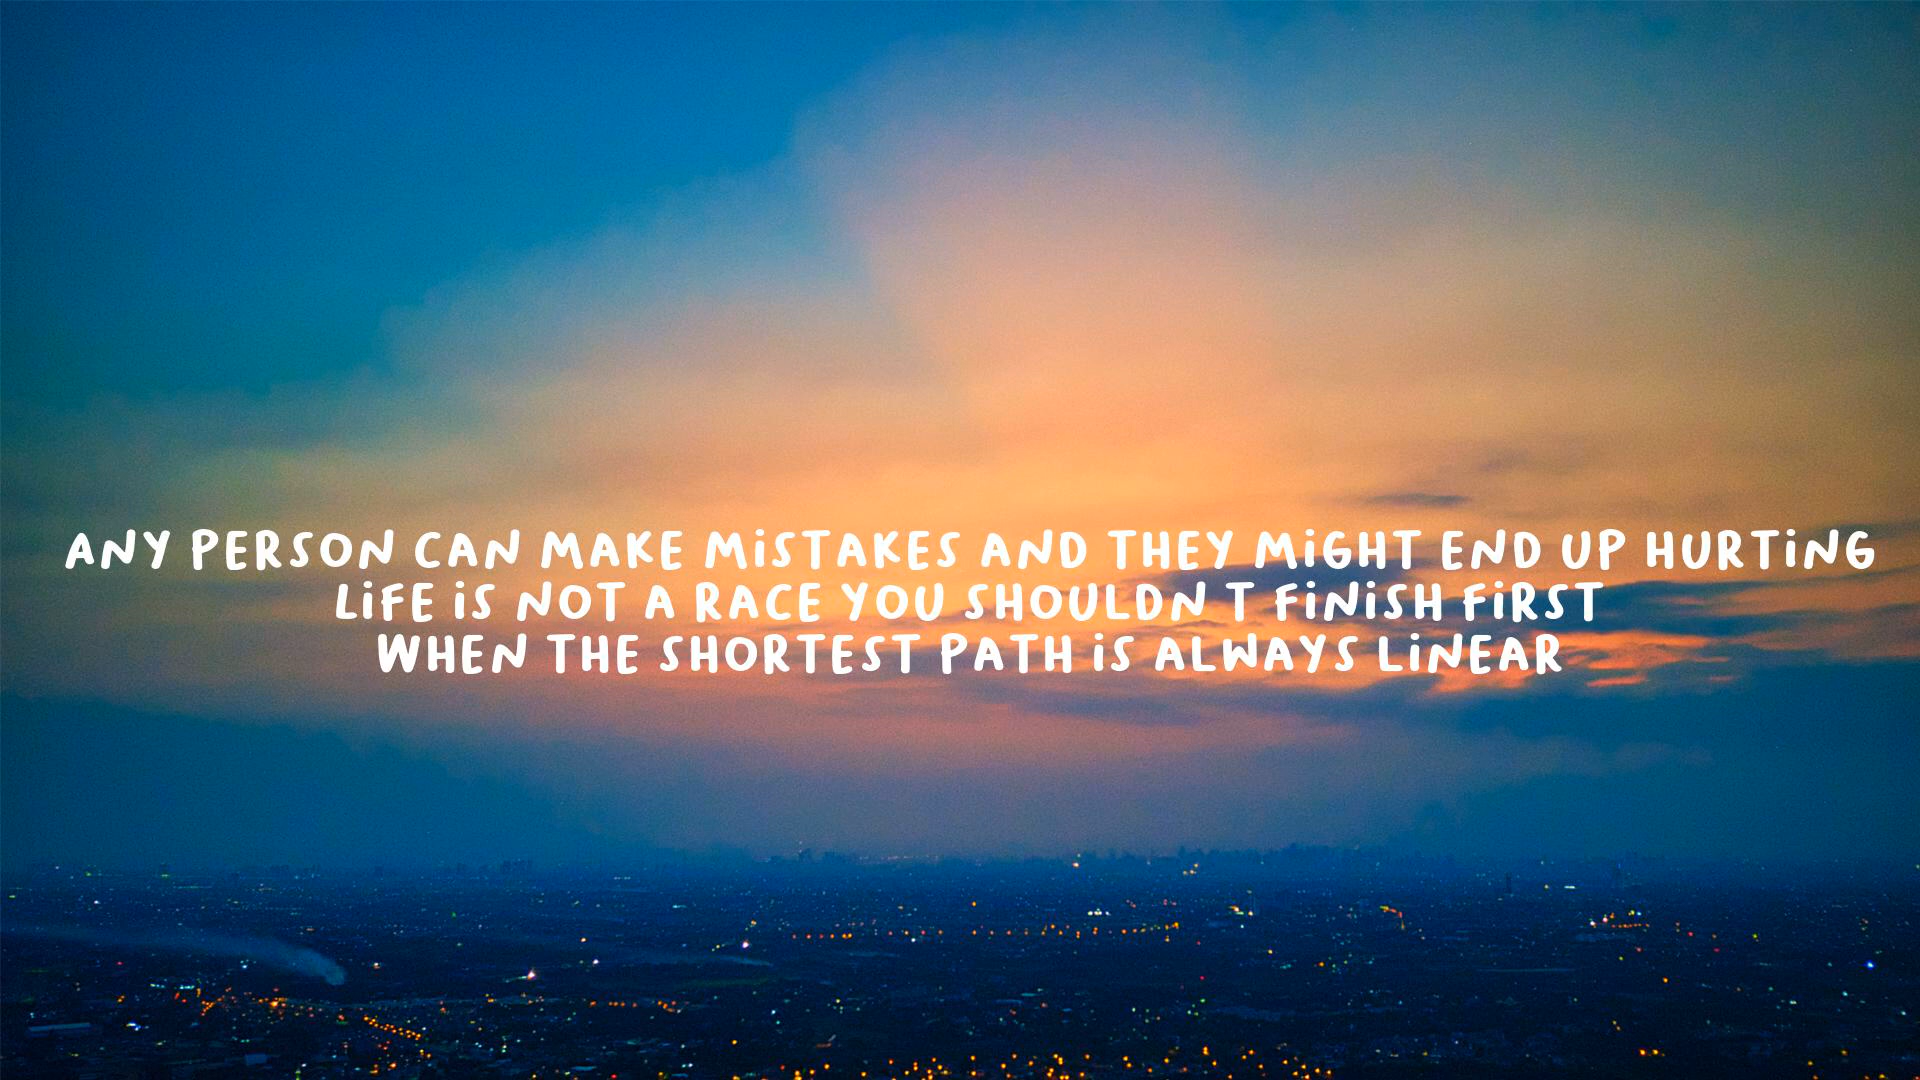 ANY PERSON CAN MAKE MISTAKES AND THEY MIGHT END UP HURTING
LIFE IS NOT A RACE YOU SHOULDN T FINISH FIRST
WHEN THE SHORTEST PATH IS ALWAYS LINEAR